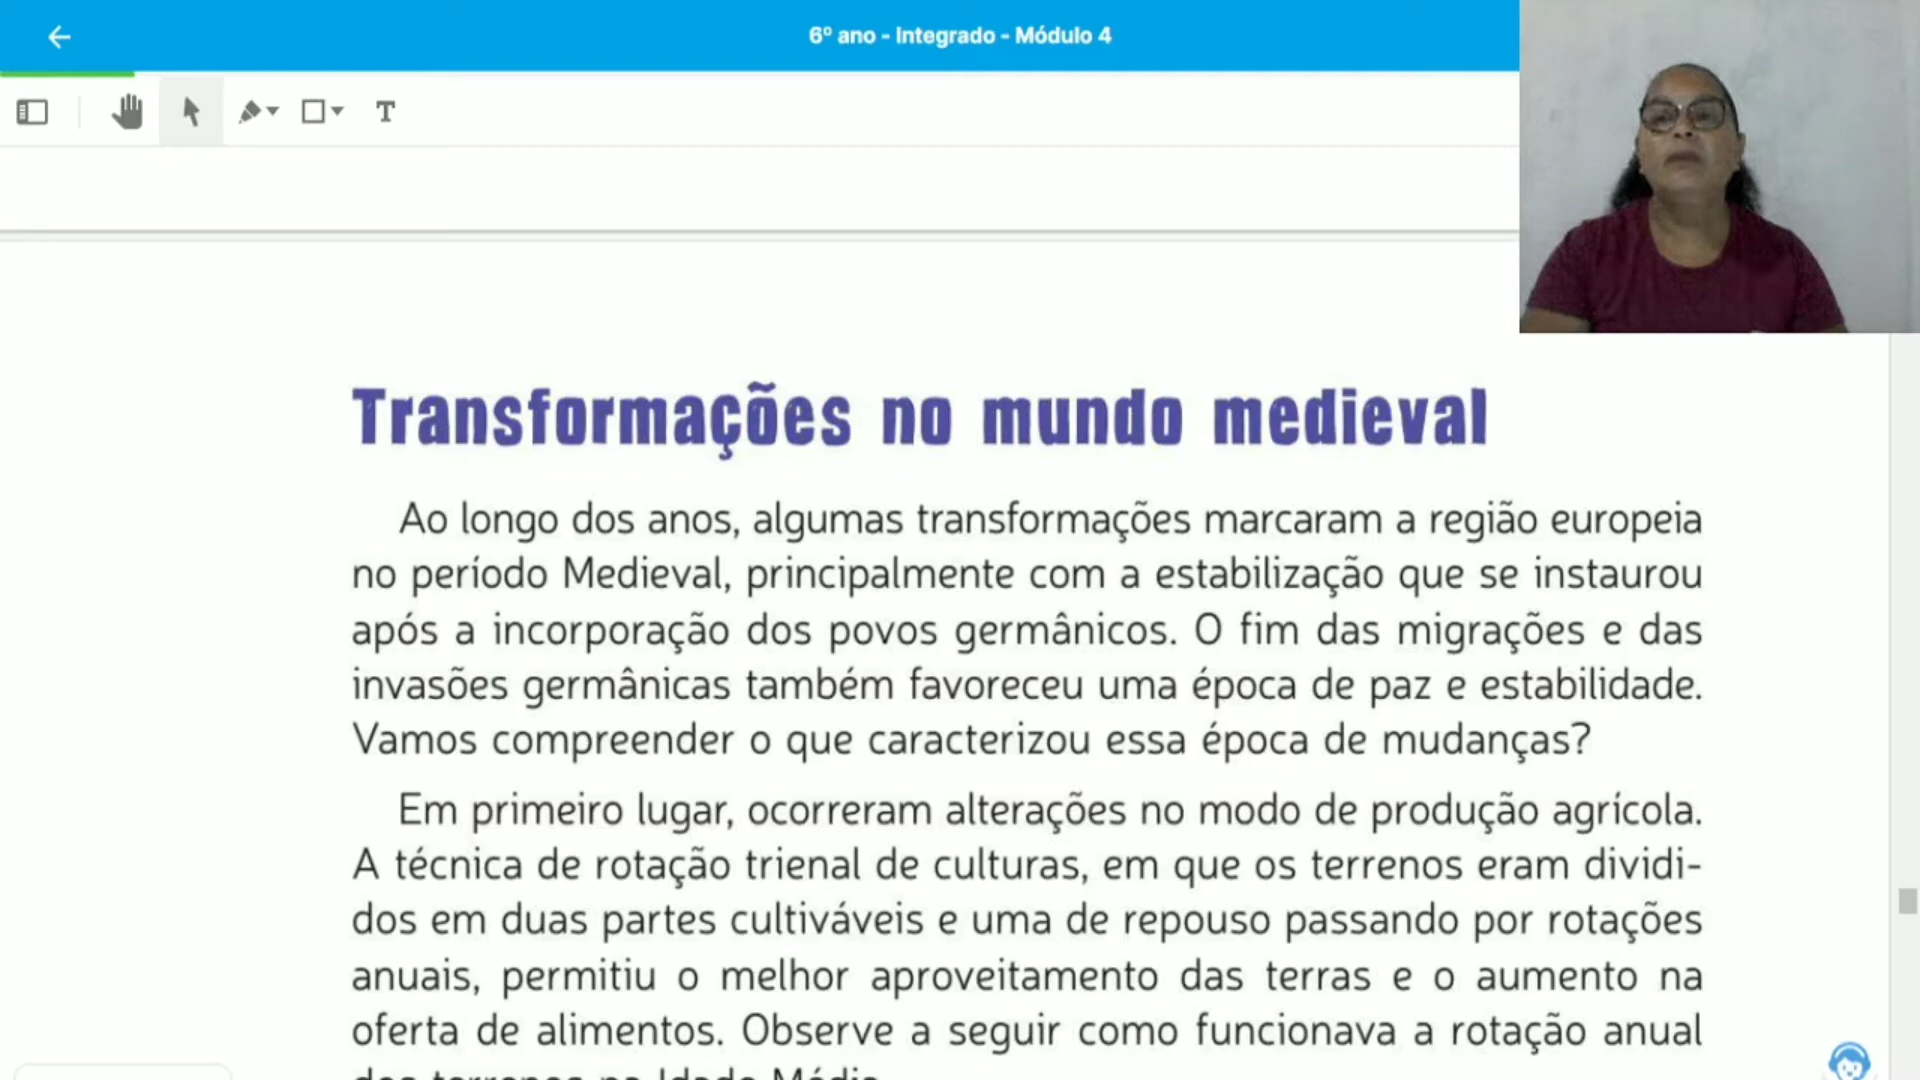 6º ano - Integrado - Módulo 4
T
Transformações no mundo medieval
Ao longo dos anos, algumas transformações marcaram a região europeia
no período Medieval, principalmente com a estabilização que se instaurou
após a incorporação dos povos germânicos. O fim das migrações e das
invasões germânicas também favoreceu uma época de paz e estabilidade.
Vamos compreender o que caracterizou essa época de mudanças?
Em primeiro lugar, ocorreram alterações no modo de produção agrícola.
A técnica de rotação trienal de culturas, em que os terrenos eram dividi-
dos em duas partes cultiváveis e uma de repouso passando por rotações
anuais, permitiu o melhor aproveitamento das terras e o aumento na
oferta de alimentos. Observe a seguir como funcionava a rotação anual
dos terrenos na Idade Média.